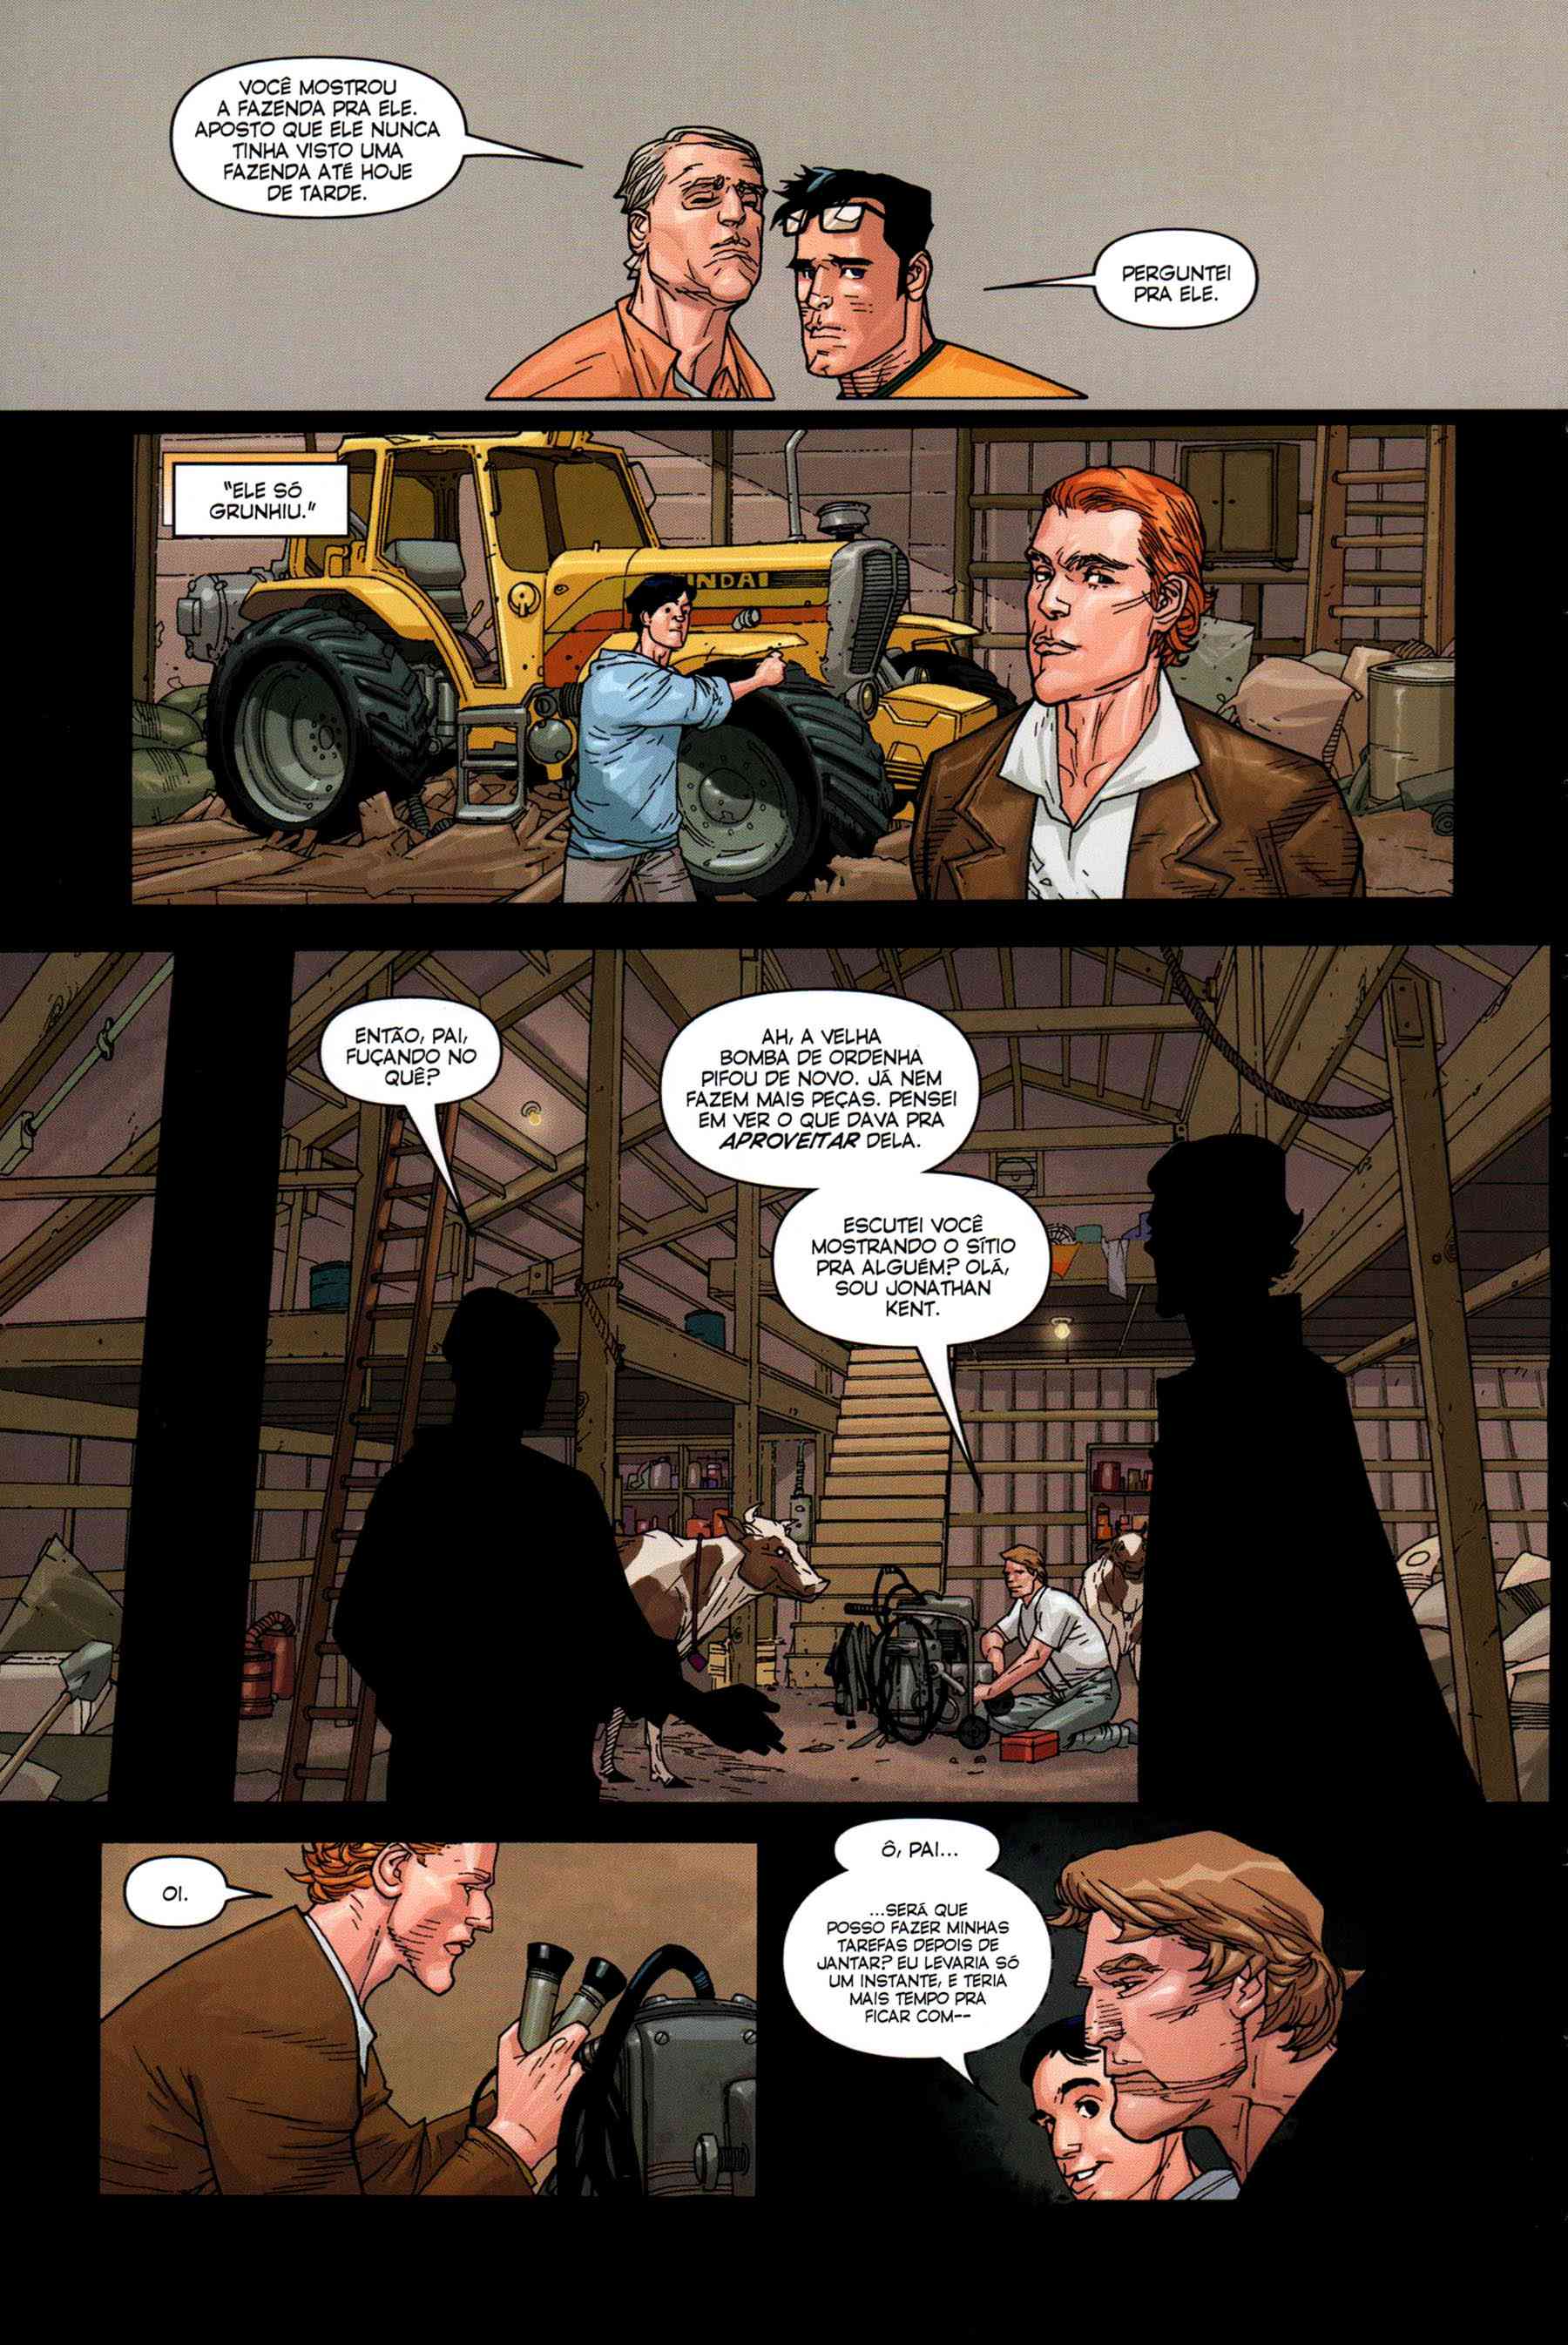 VOCÊ MOSTROU
A FAZENDA PRA ELE.
APOSTO QUE ELE NUNCA
TINHA VISTO UMA
FAZENDA ATÉ HOJE
DE TARDE.
PERGUNTEI
PRA ELE.
"ELE SÓ
GRUNHIU."
UNDAI
ENTÃO, PAI,
FUÇANDO NO
QUÊ?
AH, A VELHA
BOMBA DE ORDENHA
PIFOU DE NOVO. JÁ NEM
FAZEM MAIS PEÇAS. PENSEI
EM VER O QUE DAVA PRA
APROVEITAR DELA.
ESCUTEI VOCÊ
MOSTRANDO O SÍTIO
PRA ALGUÉM? OLÁ,
SOU JONATHAN
KENT.
OI.
Ô, PAI...
...SERÁ QUE
POSSO FAZER MINHAS
TAREFAS DEPOIS DE
JANTAR? EU LEVARIA SÓ
UM INSTANTE, E TERIA
MAIS TEMPO PRA
FICAR COM--